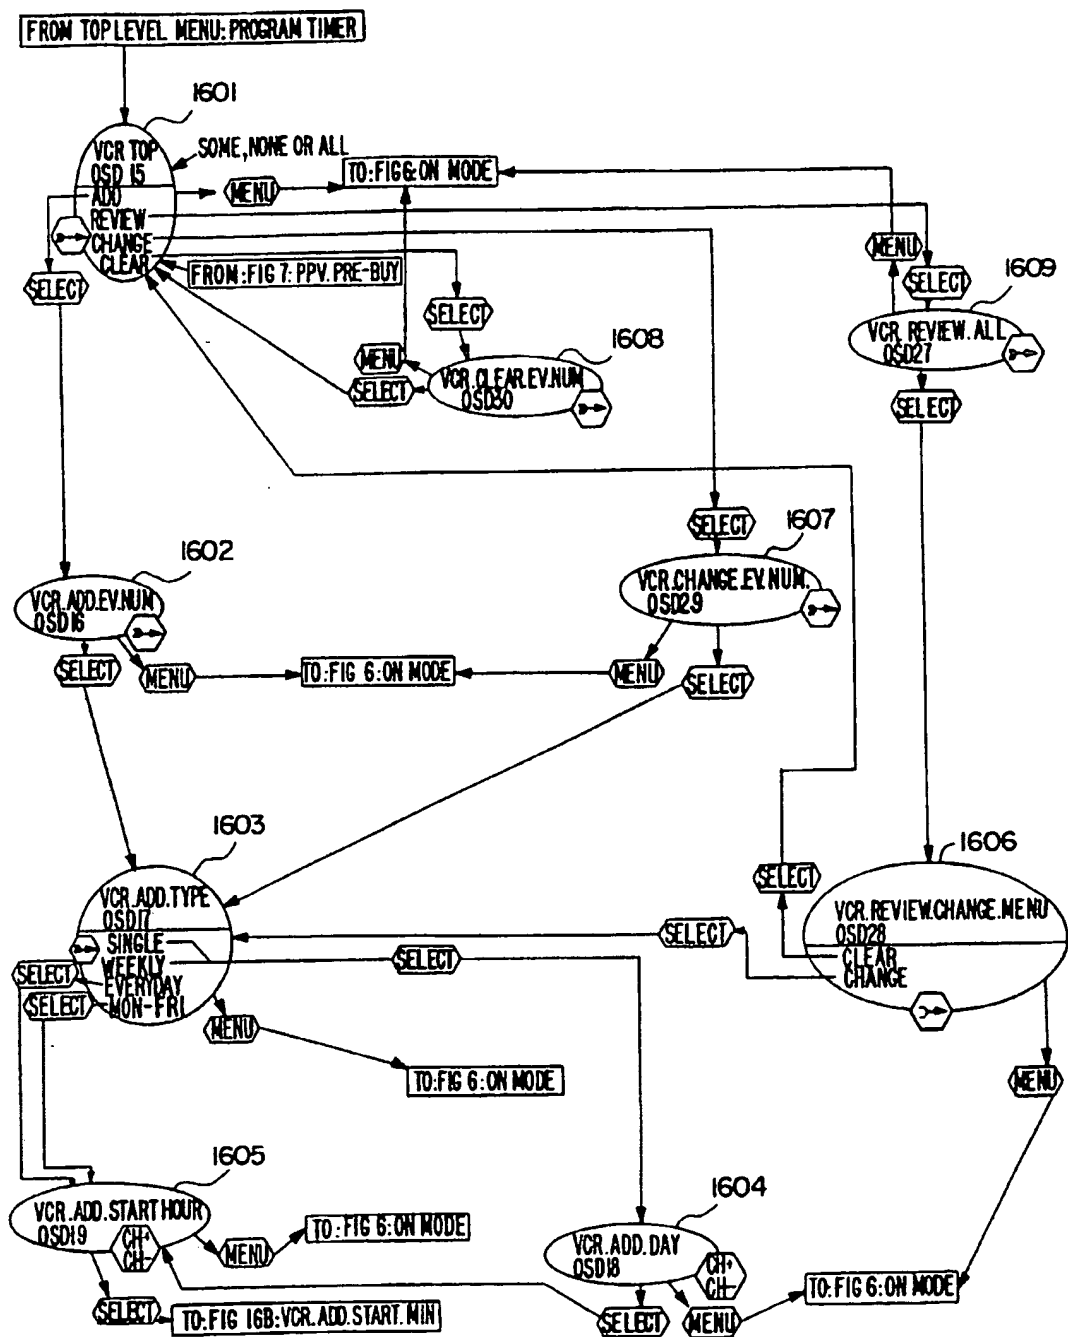 FROM TOP LEVEL MENU: PROGRAM TIMER
1601
VCR TOP
OSD 15
SOME, NONE OR ALL
ADD
REVIEW
CHANGE
CLEAR
MENU
TO:FIG 6:ON MODE
FROM:FIG 7: PPV. PRE-BUY
SELECT
SELECT
MENU
SELECT
1609
VCR.REVIEW.ALL
OSD27
SELECT
MENU
SELECT
1608
VCR.CLEAR.EV.NUM
OSD30
SELECT
1607
VCR.CHANGE.EV.NUM.
OSD29
1602
VCR.ADD.EV.NUM
OSD16
SELECT
MENU
TO:FIG 6:ON MODE
MENU
SELECT
1603
VCR.ADD.TYPE
OSD17
SINGLE
WEEKLY
EVERYDAY
MON-FRI
SELECT
SELECT
SELECT
MENU
TO:FIG 6:ON MODE
SELECT
SELECT
1606
VCR.REVIEW.CHANGE.MENU
OSD28
CLEAR
CHANGE
MENU
1605
VCR.ADD.START HOUR
OSD19
CH+
CH-
MENU
TO:FIG 6:ON MODE
SELECT
TO:FIG 16B:VCR.ADD.START.MIN
1604
VCR.ADD.DAY
OSD18
CH+
CH-
SELECT
MENU
TO:FIG 6:ON MODE